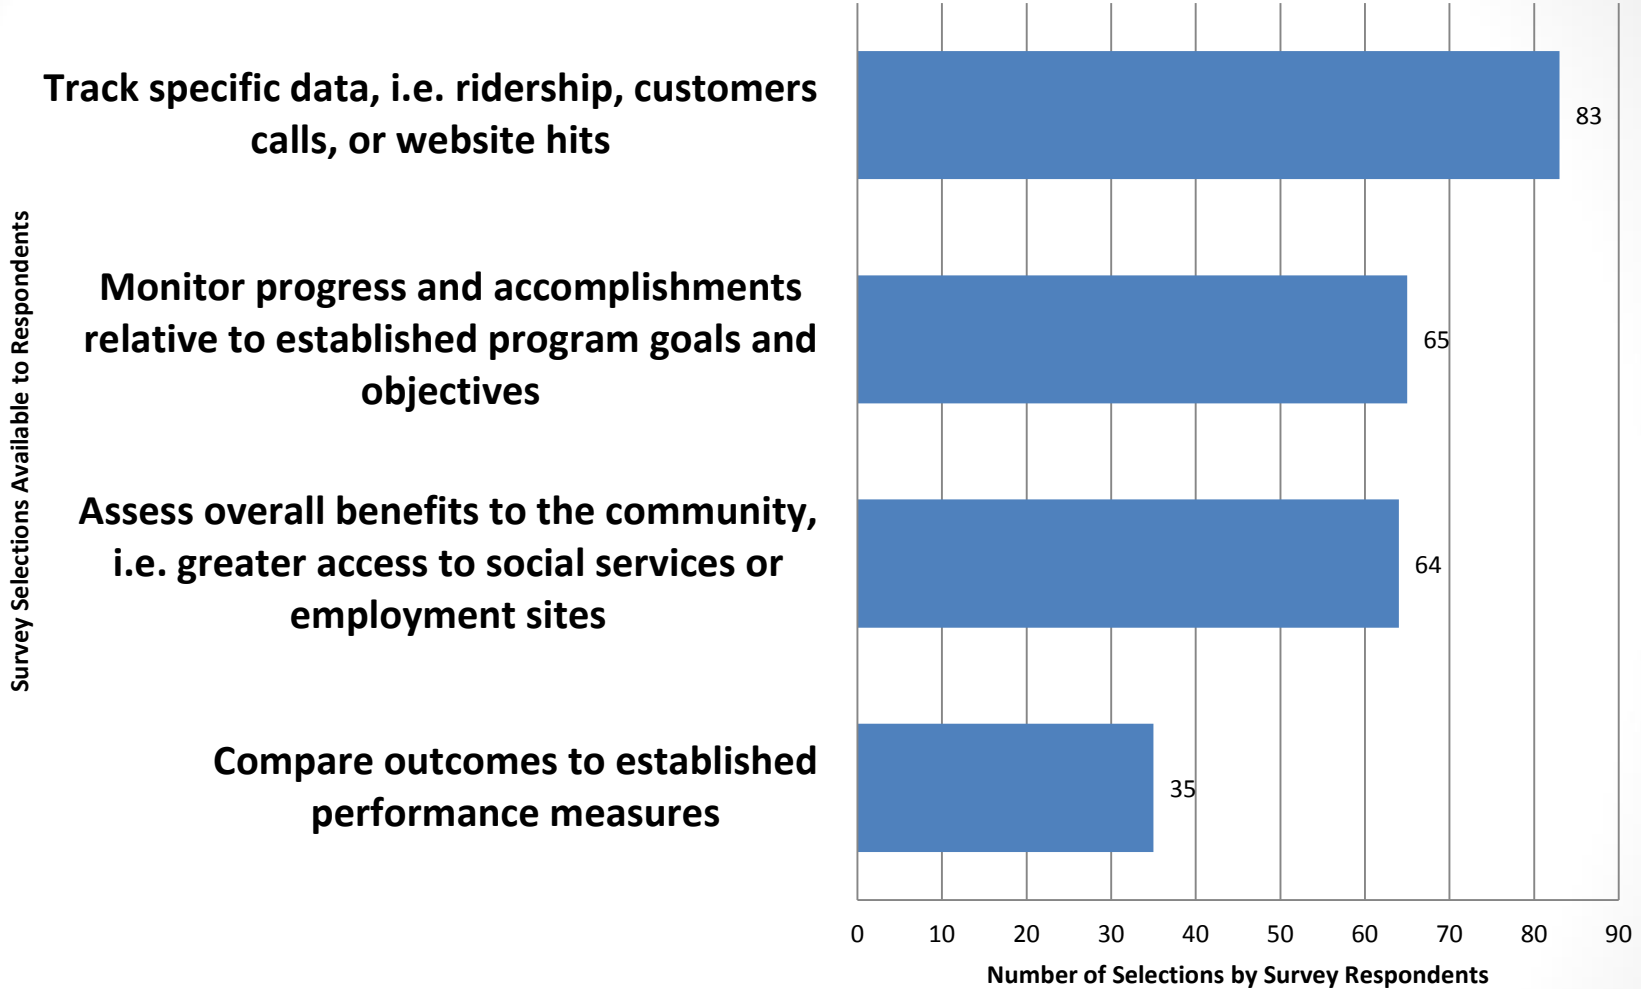 Survey Selections Available to Respondents
Track specific data, i.e. ridership, customers
calls, or website hits
83
Monitor progress and accomplishments
relative to established program goals and
objectives
65
Assess overall benefits to the community,
i.e. greater access to social services or
employment sites
64
Compare outcomes to established
performance measures
35
0 10 20 30 40 50 60 70 80 90
Number of Selections by Survey Respondents